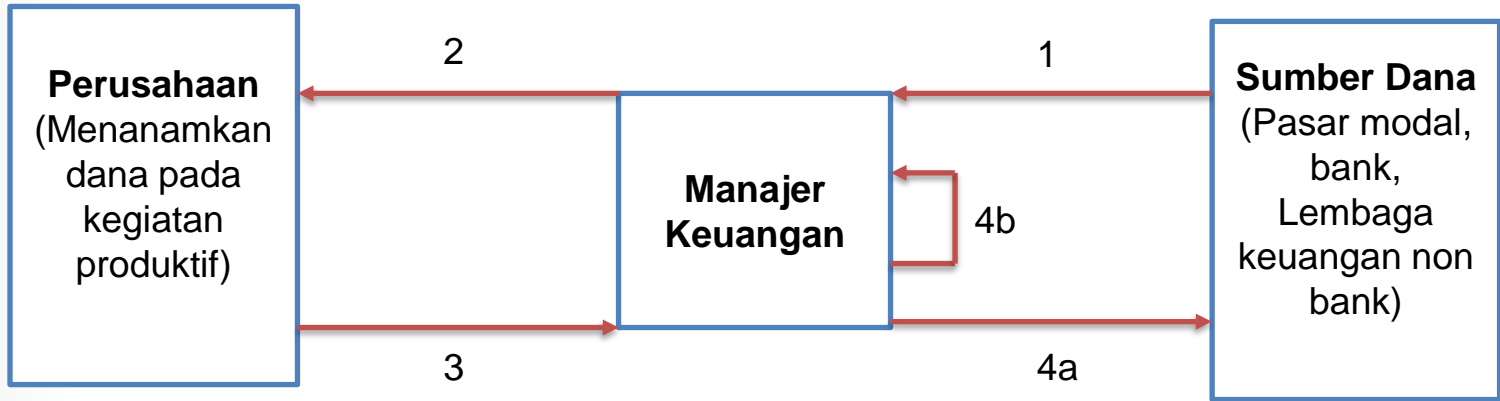 Perusahaan
(Menanamkan
dana pada
kegiatan
produktif)
2
3
Manajer
Keuangan
4b
1
4a
Sumber Dana
(Pasar modal,
bank,
Lembaga
keuangan non
bank)